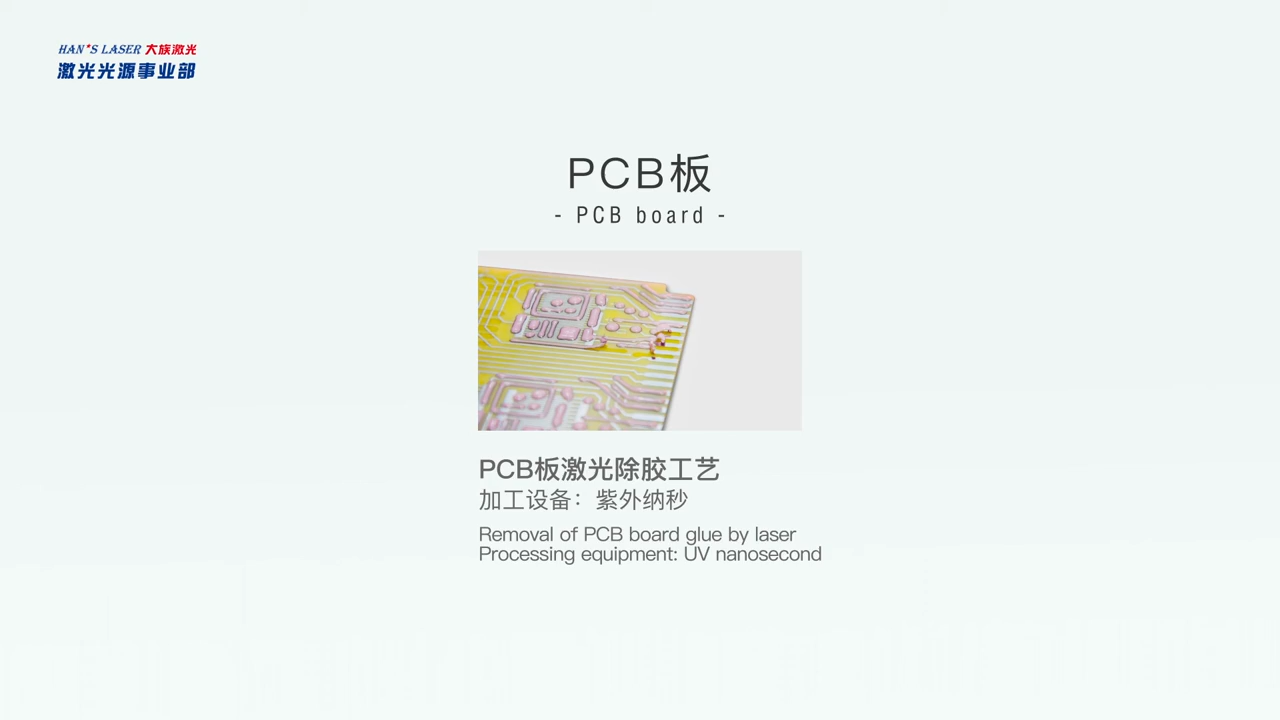 HAN*S LASER 大族激光
激光光源事业部
PCB板
- PCB board -
PCB板激光除胶工艺
加工设备：紫外纳秒
Removal of PCB board glue by laser
Processing equipment: UV nanosecond